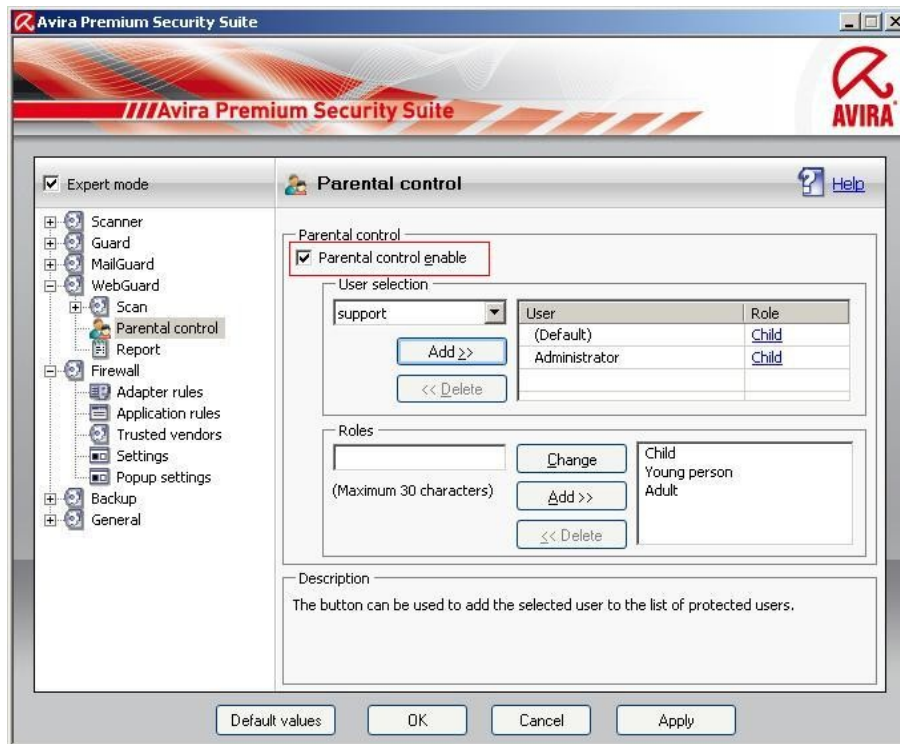 Avira Premium Security Suite
////Avira Premium Security Suite
AVIRA
Expert mode
Parental control
Help
Scanner
Guard
MailGuard
WebGuard
Scan
Parental control
Report
Firewall
Adapter rules
Application rules
Trusted vendors
Settings
Popup settings
Backup
General
Parental control
Parental control enable
User selection
support
Add >>
<< Delete
User Role
(Default) Child
Administrator Child
Roles
(Maximum 30 characters)
Change
Add >>
<< Delete
Child
Young person
Adult
Description
The button can be used to add the selected user to the list of protected users.
Default values OK Cancel Apply